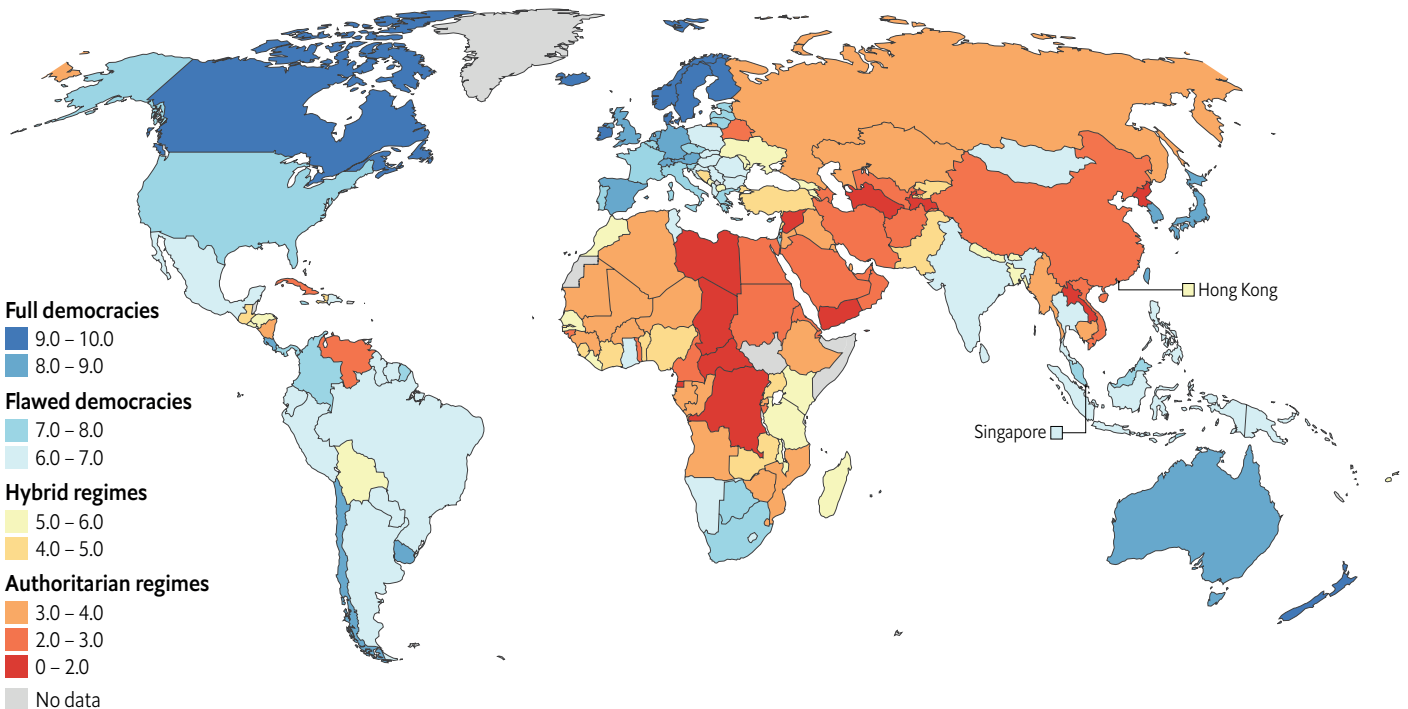 Full democracies
9.0 – 10.0
8.0 – 9.0
Flawed democracies
7.0 – 8.0
6.0 – 7.0
Hybrid regimes
5.0 – 6.0
4.0 – 5.0
Authoritarian regimes
3.0 – 4.0
2.0 – 3.0
0 – 2.0
No data
Hong Kong
Singapore